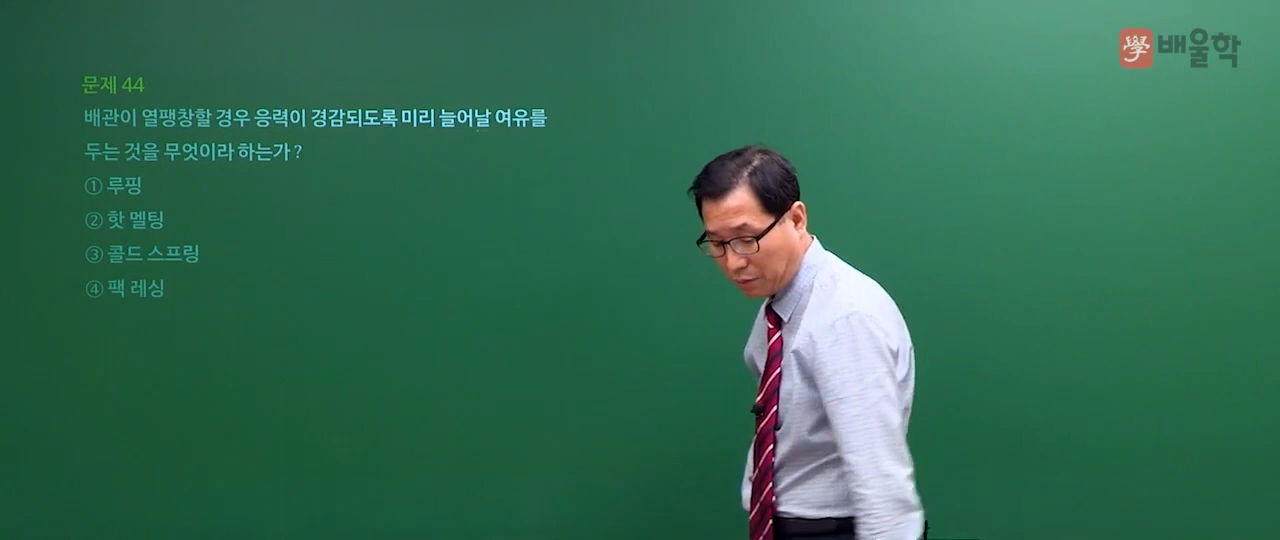 學 배울학
문제 44
배관이 열팽창할 경우 응력이 경감되도록 미리 늘어날 여유를
두는 것을 무엇이라 하는가 ?
① 루핑
② 핫 멜팅
③ 콜드 스프링
④ 팩 레싱